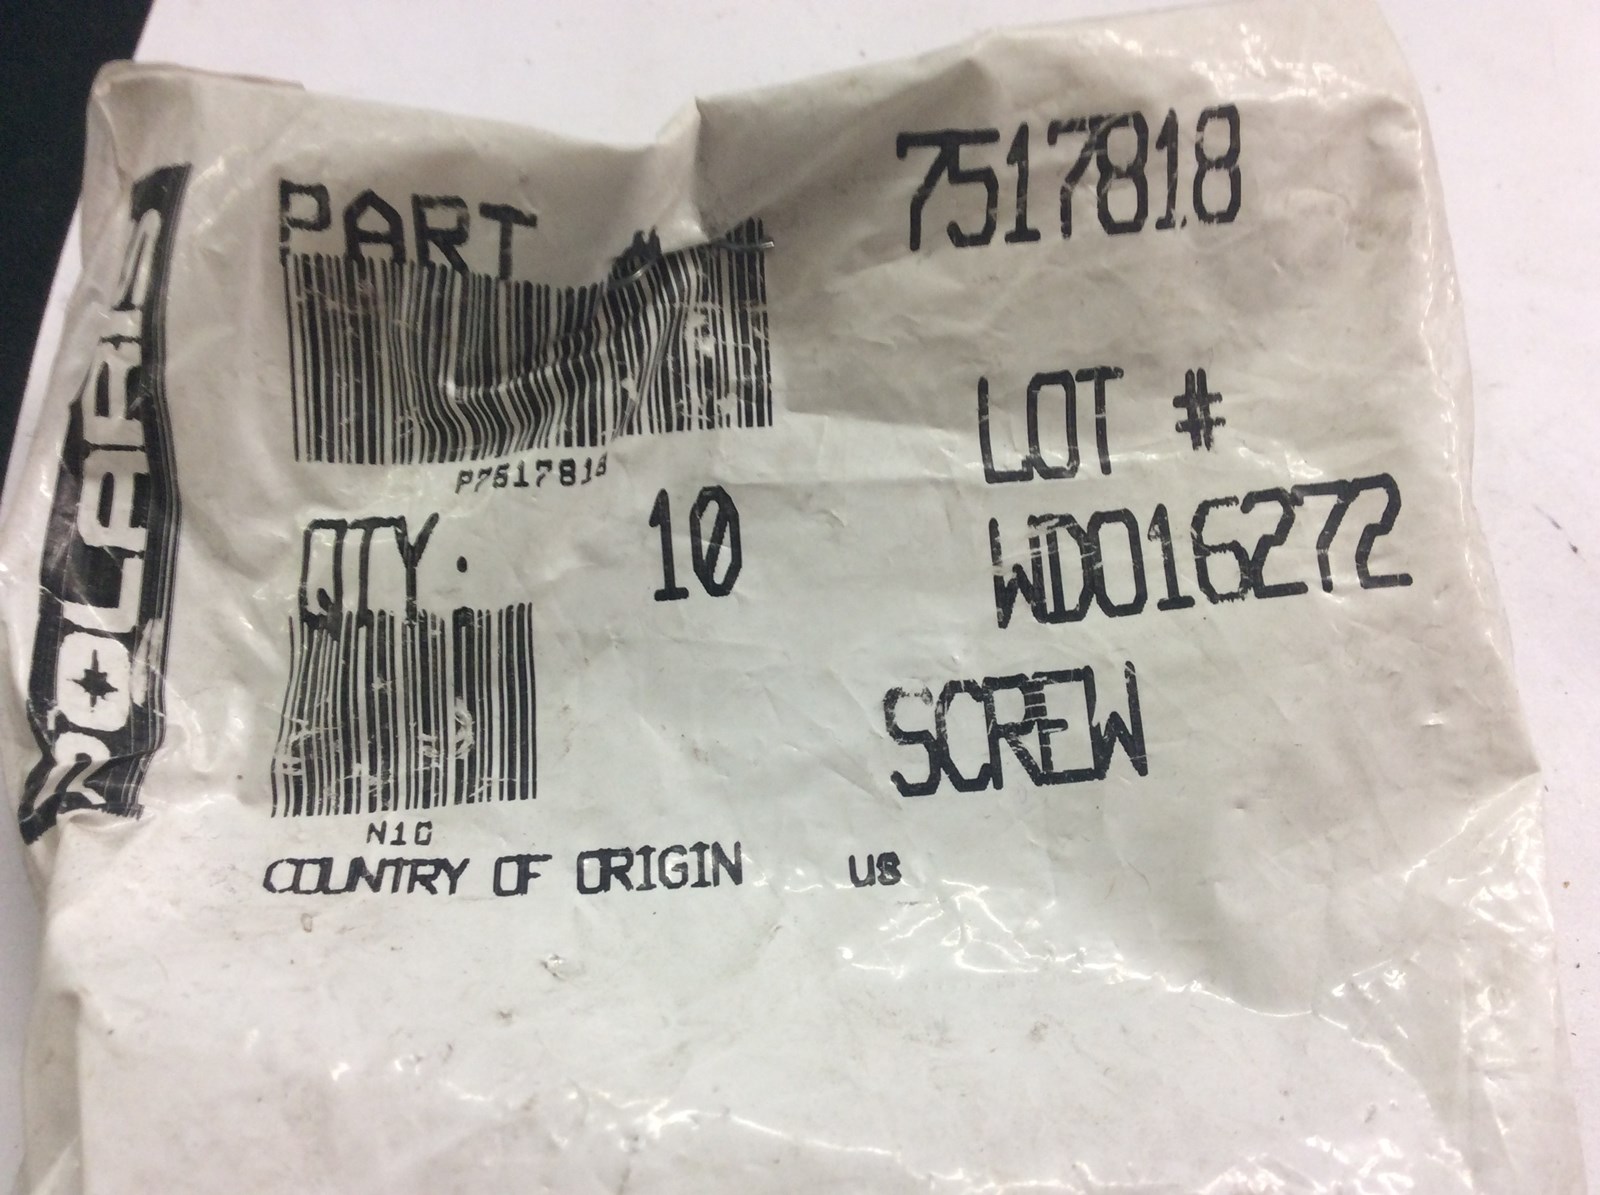 POLARIS
PART # 7517818
P7517818
LOT #
QTY. 10
WD016272
SCREW
N10
COUNTRY OF ORIGIN US